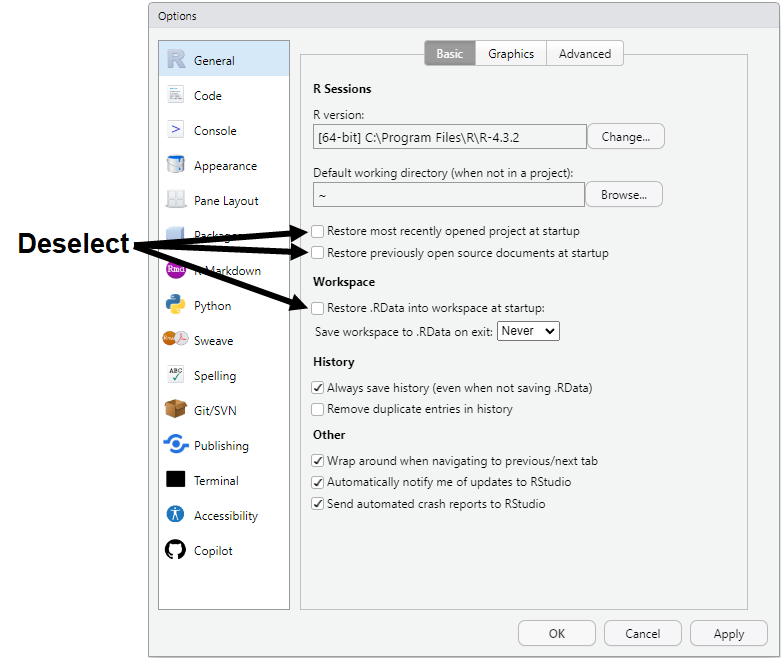 Options
General
Code
Console
Appearance
Pane Layout
Packages
R Markdown
Python
Sweave
Spelling
Git/SVN
Publishing
Terminal
Accessibility
Copilot
Deselect
Basic Graphics Advanced
R Sessions
R version:
[64-bit] C:\Program Files\R\R-4.3.2 Change...
Default working directory (when not in a project):
~ Browse...
Restore most recently opened project at startup
Restore previously open source documents at startup
Workspace
Restore .RData into workspace at startup:
Save workspace to .RData on exit: Never
History
Always save history (even when not saving .RData)
Remove duplicate entries in history
Other
Wrap around when navigating to previous/next tab
Automatically notify me of updates to RStudio
Send automated crash reports to RStudio
OK Cancel Apply